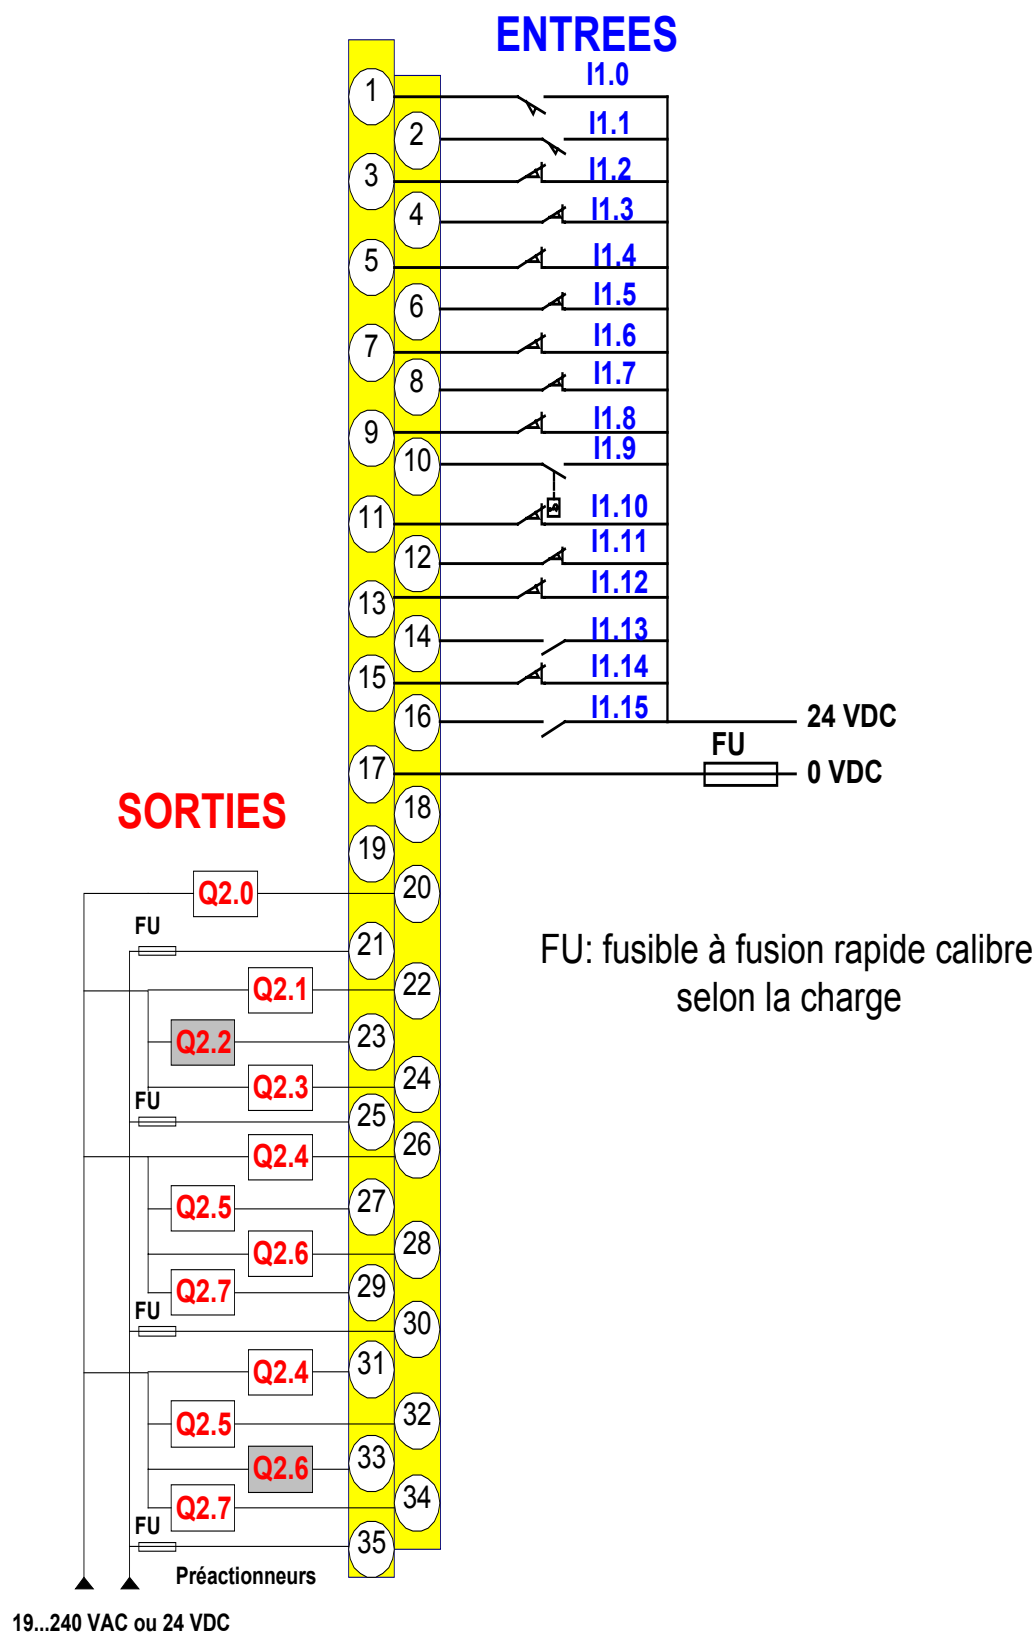 ENTREES
I1.0
1
I1.1
2
I1.2
3
I1.3
4
I1.4
5
I1.5
6
I1.6
7
I1.7
8
I1.8
9
I1.9
10
I1.10
11
I1.11
12
I1.12
13
I1.13
14
I1.14
15
I1.15
16
24 VDC
FU
17
0 VDC
SORTIES
18
19
Q2.0
20
FU
21
FU: fusible à fusion rapide calibre
selon la charge
Q2.1
22
Q2.2
23
Q2.3
24
FU
25
Q2.4
26
Q2.5
27
Q2.6
28
Q2.7
29
FU
30
Q2.4
31
Q2.5
32
Q2.6
33
Q2.7
34
FU
35
Préactionneurs
19...240 VAC ou 24 VDC